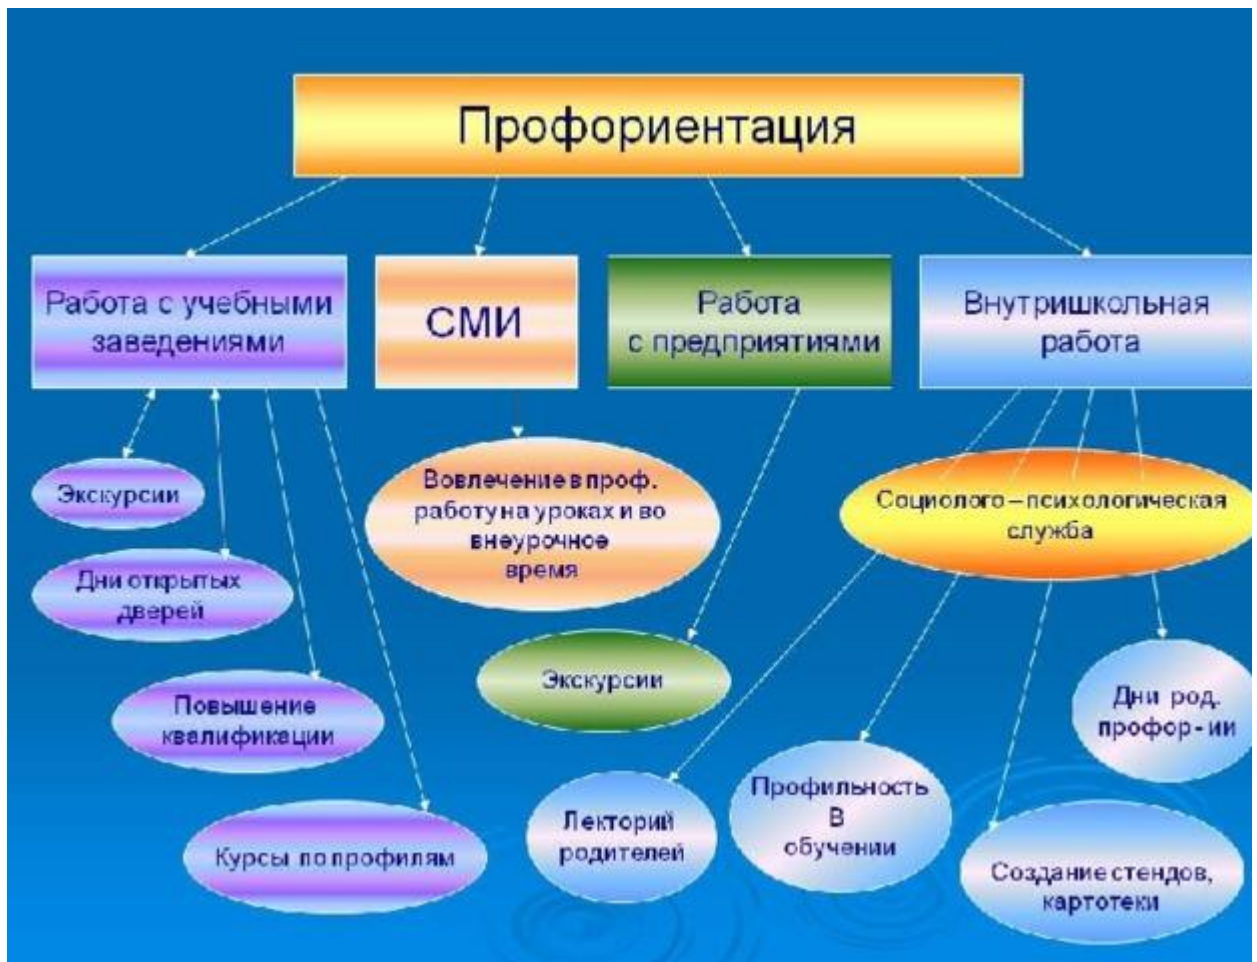 Профориентация
Работа с учебными
заведениями
СМИ
Работа
с предприятиями
Внутришкольная
работа
Экскурсии
Дни открытых
дверей
Повышение
квалификации
Курсы по профилям
Вовлечение в проф.
работу на уроках и во
внеурочное
время
Экскурсии
Социолого – психологическая
служба
Лекторий
родителей
Профильность
В
обучении
Создание стендов,
картотеки
Дни род.
профор- ии